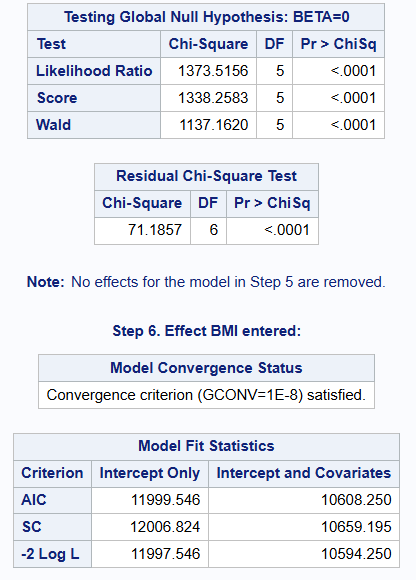 Testing Global Null Hypothesis: BETA=0
Test Chi-Square DF Pr > ChiSq
Likelihood Ratio 1373.5156 5 <.0001
Score 1338.2583 5 <.0001
Wald 1137.1620 5 <.0001
Residual Chi-Square Test
Chi-Square DF Pr > ChiSq
71.1857 6 <.0001
Note: No effects for the model in Step 5 are removed.
Step 6. Effect BMI entered:
Model Convergence Status
Convergence criterion (GCONV=1E-8) satisfied.
Model Fit Statistics
Criterion Intercept Only Intercept and Covariates
AIC 11999.546 10608.250
SC 12006.824 10659.195
-2 Log L 11997.546 10594.250